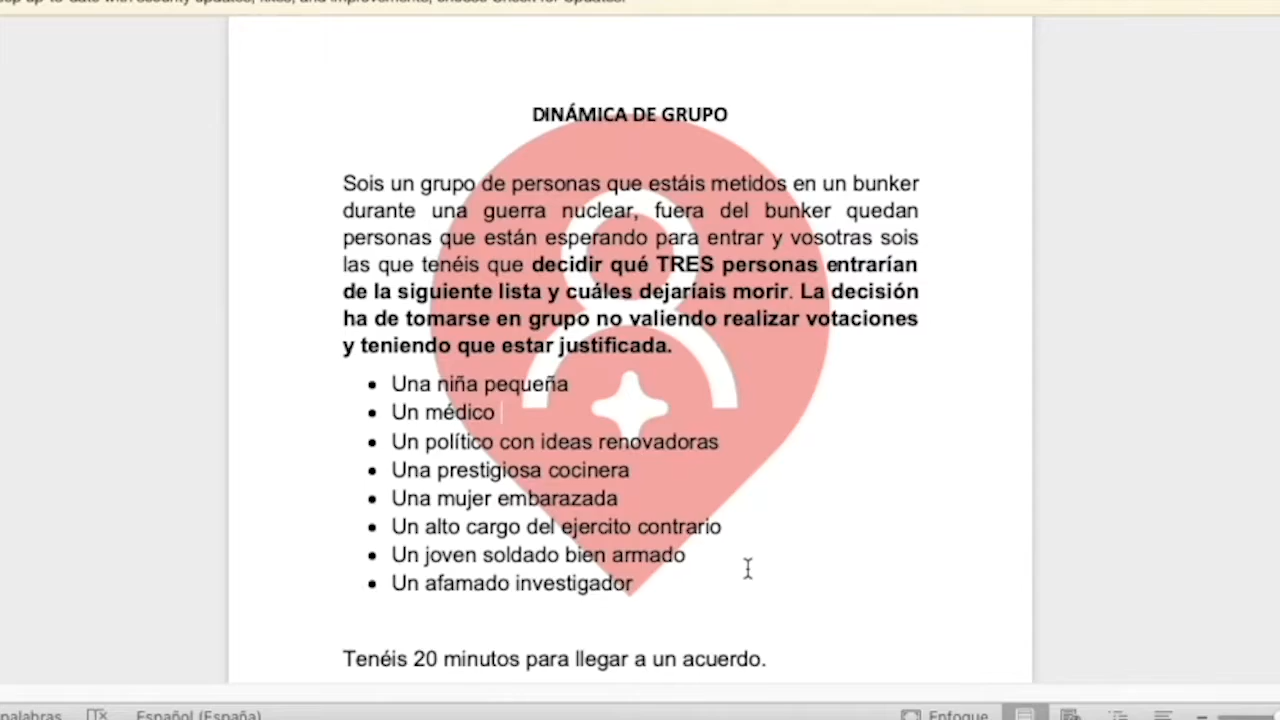 DINÁMICA DE GRUPO
Sois un grupo de personas que estáis metidos en un bunker
durante una guerra nuclear, fuera del bunker quedan
personas que están esperando para entrar y vosotras sois
las que tenéis que decidir qué TRES personas entrarían
de la siguiente lista y cuáles dejaríais morir. La decisión
ha de tomarse en grupo no valiendo realizar votaciones
y teniendo que estar justificada.
• Una niña pequeña
• Un médico
• Un político con ideas renovadoras
• Una prestigiosa cocinera
• Una mujer embarazada
• Un alto cargo del ejercito contrario
• Un joven soldado bien armado
• Un afamado investigador
Tenéis 20 minutos para llegar a un acuerdo.
palabras Español (España) Enfoque